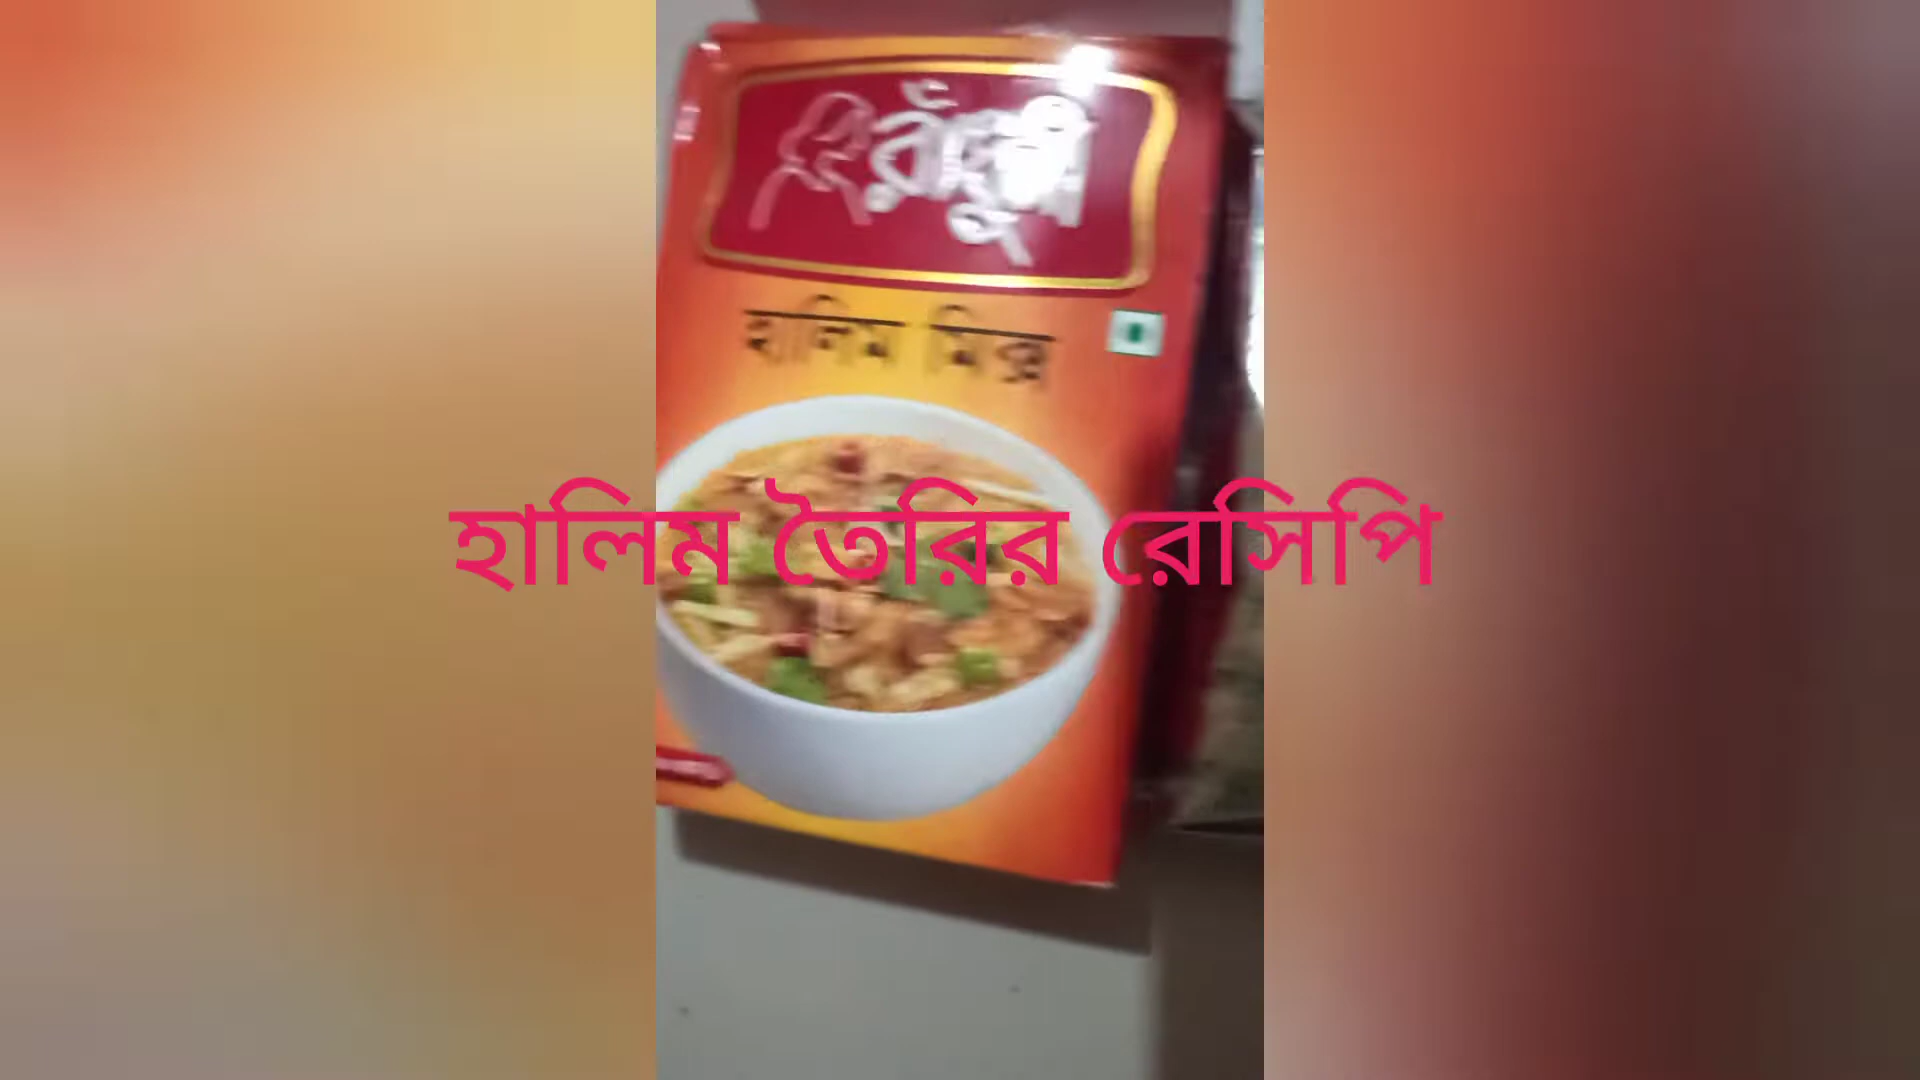 রাঁধুনী
হালিম মিক্স
হালিম তৈরির রেসিপি